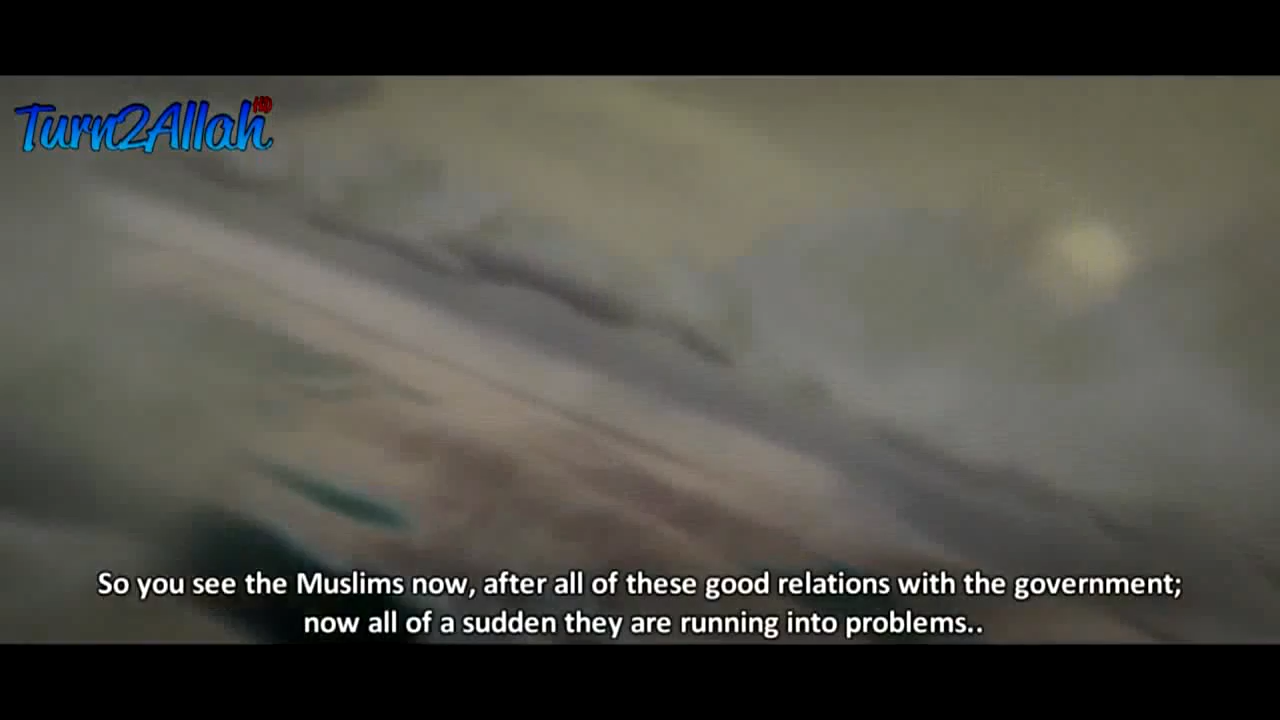 Turn2Allah HD
So you see the Muslims now, after all of these good relations with the government;
now all of a sudden they are running into problems..